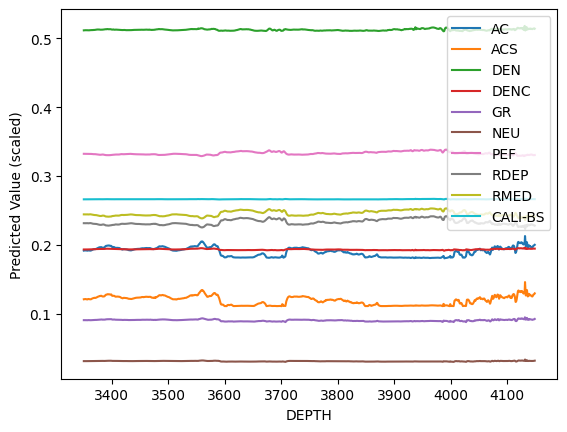 0.5
0.4
0.3
0.2
0.1
Predicted Value (scaled)
AC
ACS
DEN
DENC
GR
NEU
PEF
RDEP
RMED
CALI-BS
3400 3500 3600 3700 3800 3900 4000 4100
DEPTH